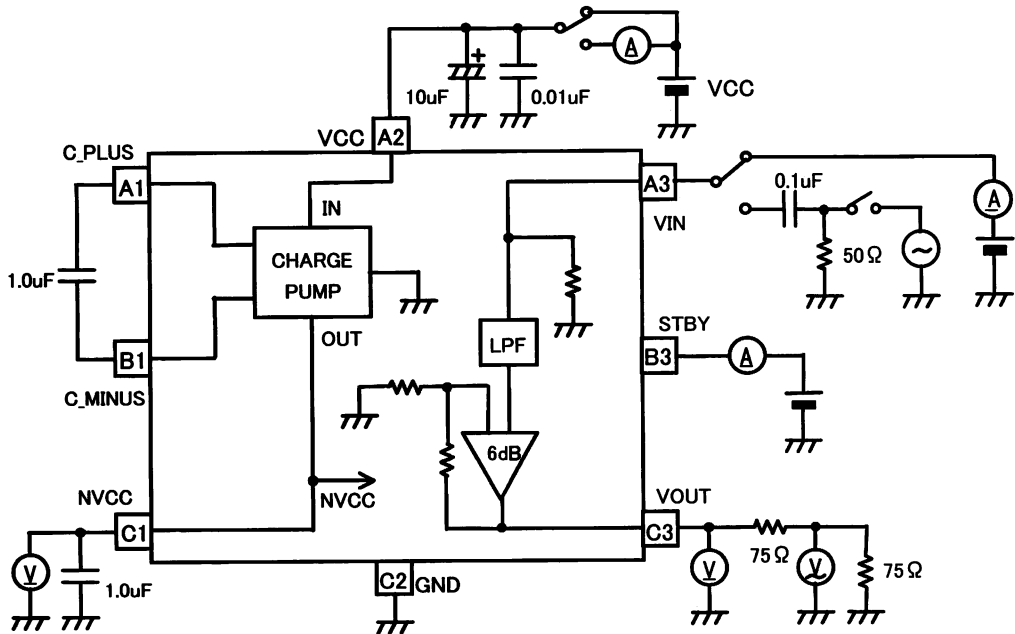 10uF
0.01uF
A
VCC
VCC
A2
C_PLUS
A1
IN
CHARGE
PUMP
OUT
1.0uF
B1
C_MINUS
NVCC
NVCC
C1
V
1.0uF
C2
GND
A3
VIN
0.1uF
50Ω
A
LPF
STBY
B3
A
6dB
VOUT
C3
V
75Ω
V
75Ω
+